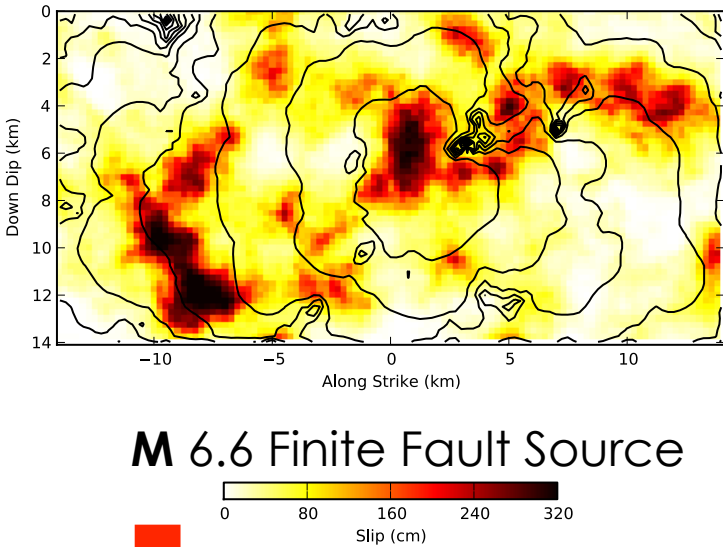 0
2
4
6
8
10
12
14
Down Dip (km)
−10 −5 0 5 10
Along Strike (km)
M 6.6 Finite Fault Source
0 80 160 240 320
Slip (cm)